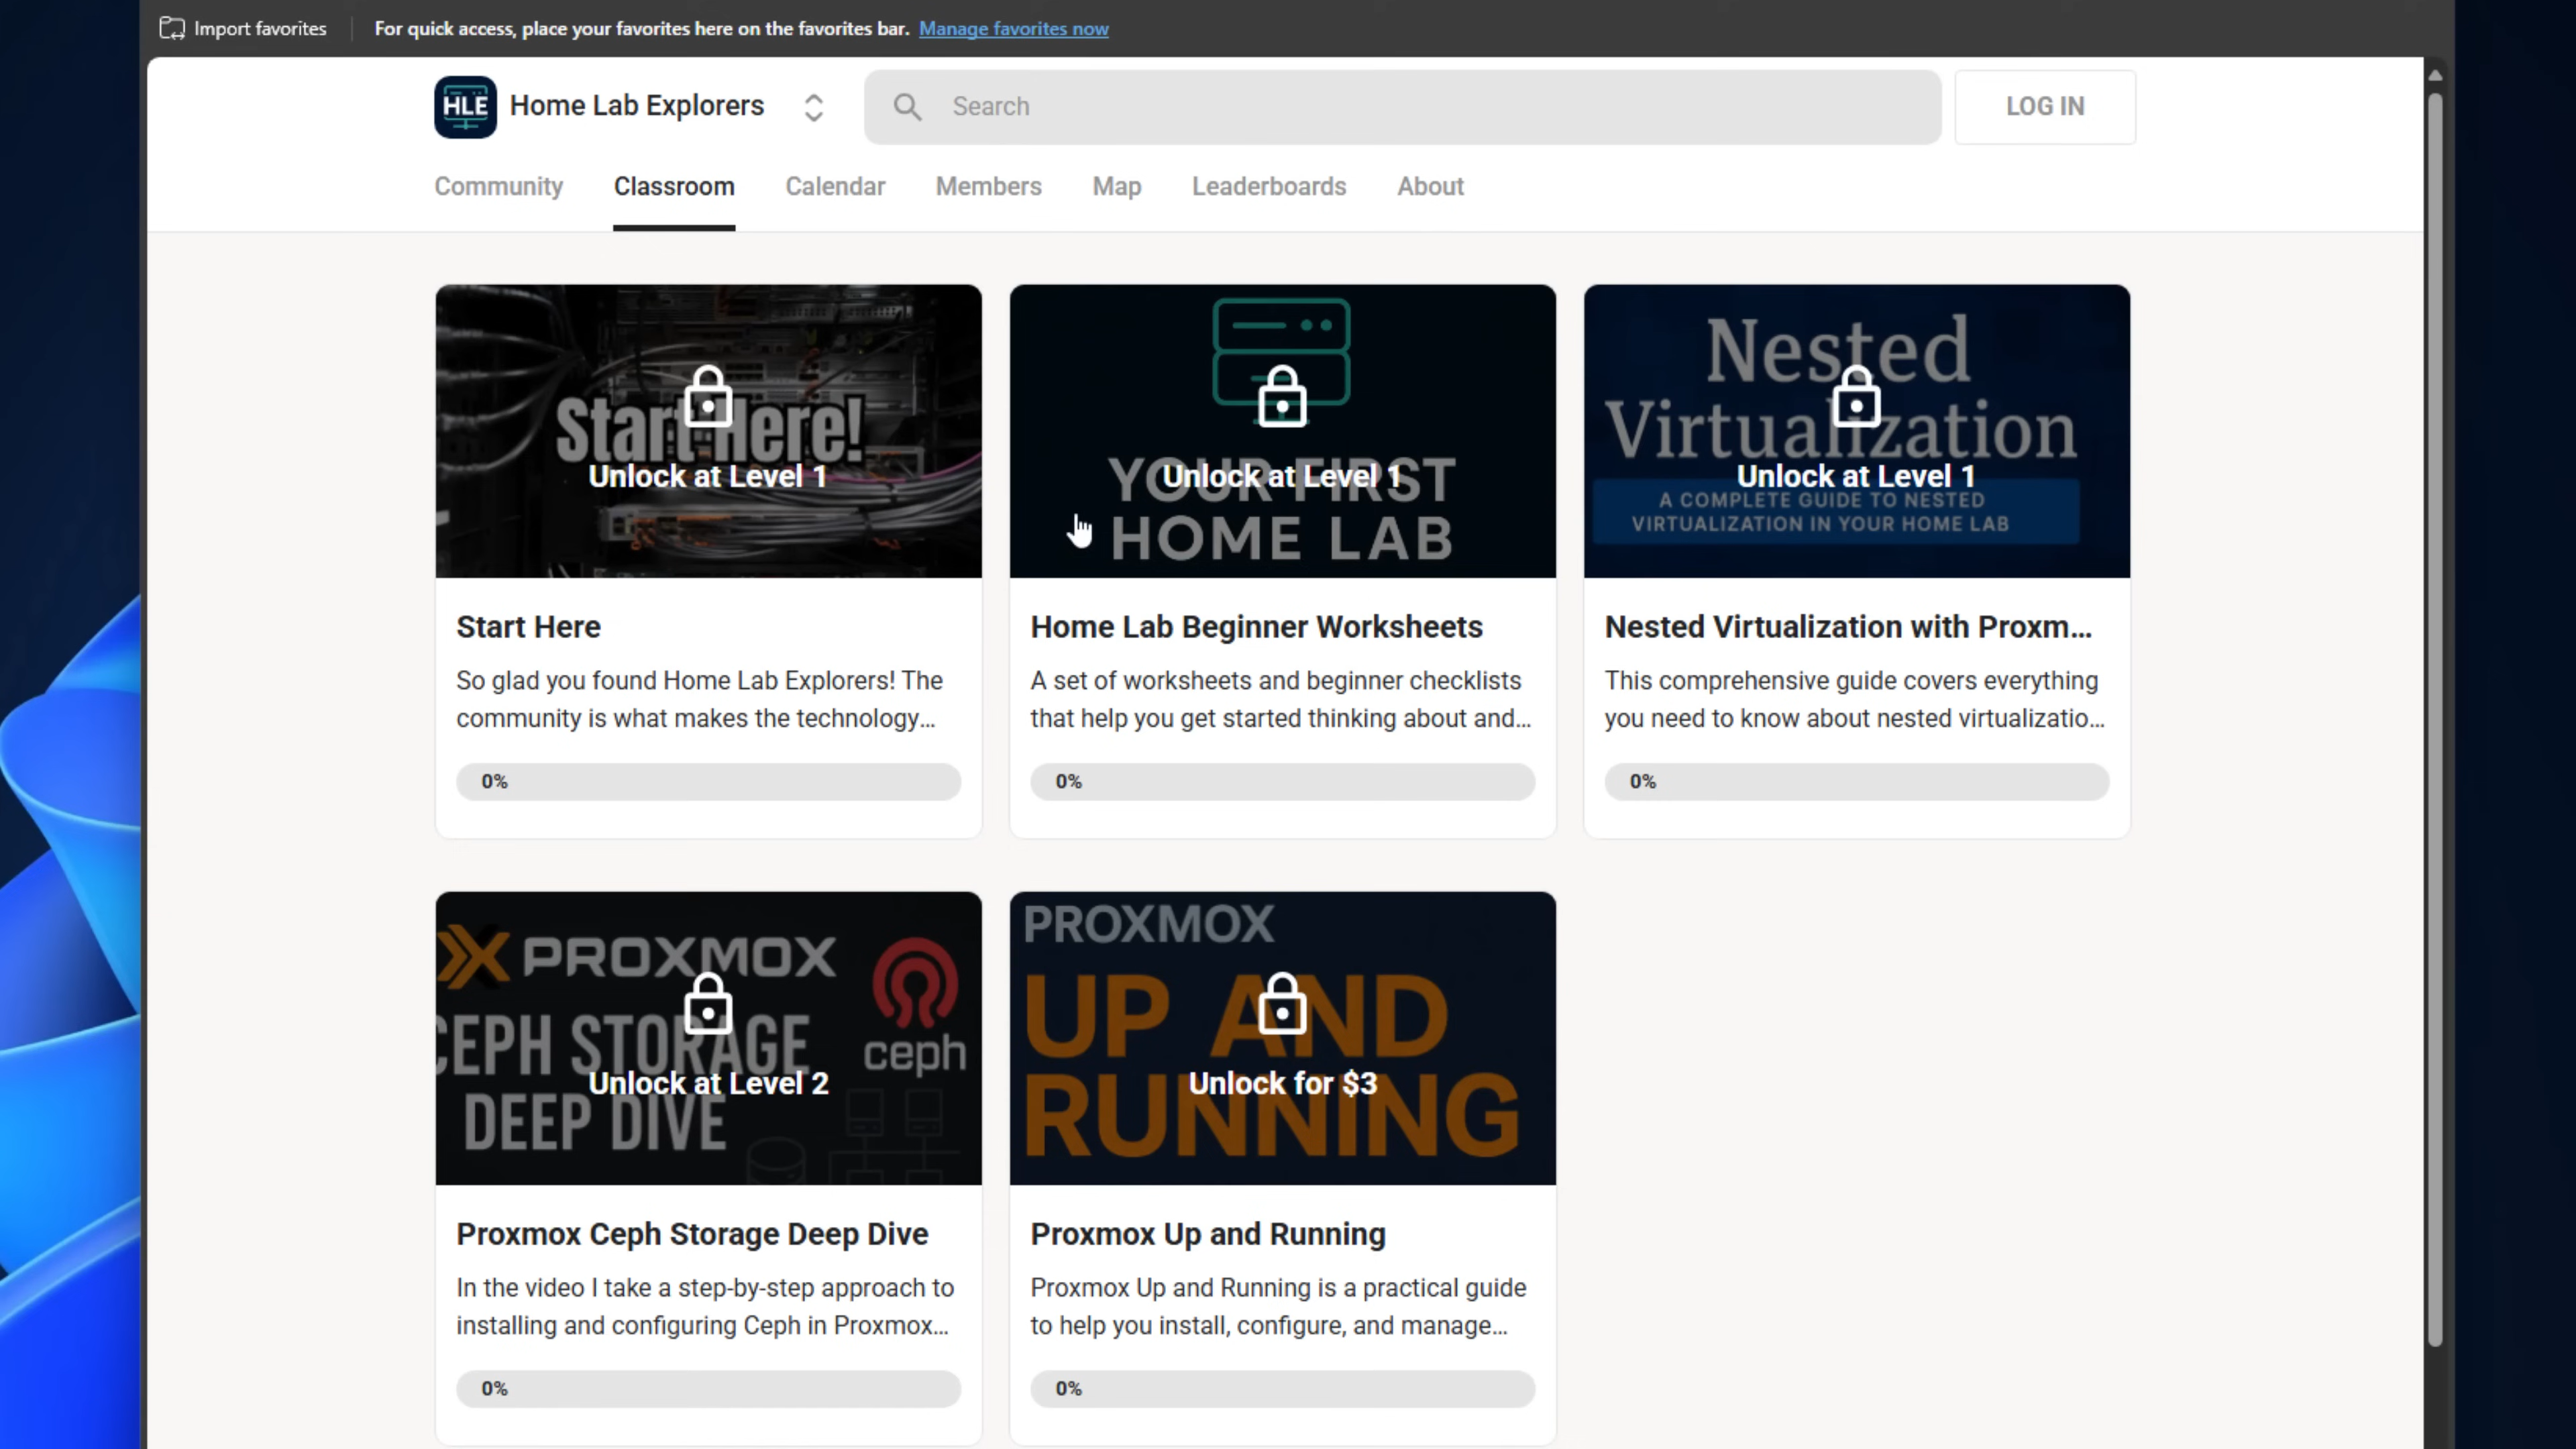 Import favorites
For quick access, place your favorites here on the favorites bar. Manage favorites now
HLE
Home Lab Explorers
Search
LOG IN
Community
Classroom
Calendar
Members
Map
Leaderboards
About
Start Here!
Unlock at Level 1
Start Here
So glad you found Home Lab Explorers! The
community is what makes the technology...
0%
YOUR FIRST
HOME LAB
Unlock at Level 1
Home Lab Beginner Worksheets
A set of worksheets and beginner checklists
that help you get started thinking about and...
0%
Nested
Virtualization
Unlock at Level 1
A COMPLETE GUIDE TO NESTED
VIRTUALIZATION IN YOUR HOME LAB
Nested Virtualization with Proxm...
This comprehensive guide covers everything
you need to know about nested virtualizatio...
0%
PROXMOX
CEPH STORAGE
DEEP DIVE
ceph
Unlock at Level 2
Proxmox Ceph Storage Deep Dive
In the video I take a step-by-step approach to
installing and configuring Ceph in Proxmox...
0%
PROXMOX
UP AND
RUNNING
Unlock for $3
Proxmox Up and Running
Proxmox Up and Running is a practical guide
to help you install, configure, and manage...
0%